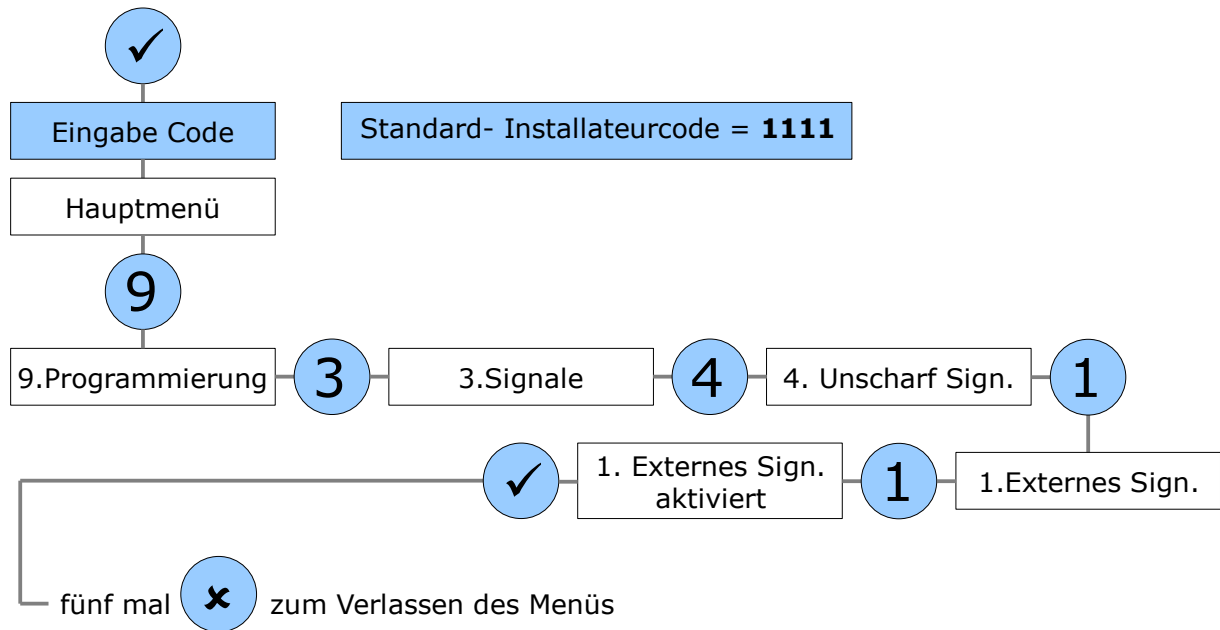 ✓
Eingabe Code
Standard- Installateurcode = 1111
Hauptmenü
9
9.Programmierung
3
3.Signale
4
4. Unscharf Sign.
1
1.Externes Sign.
1
1. Externes Sign.
aktiviert
✓
fünf mal ✘ zum Verlassen des Menüs